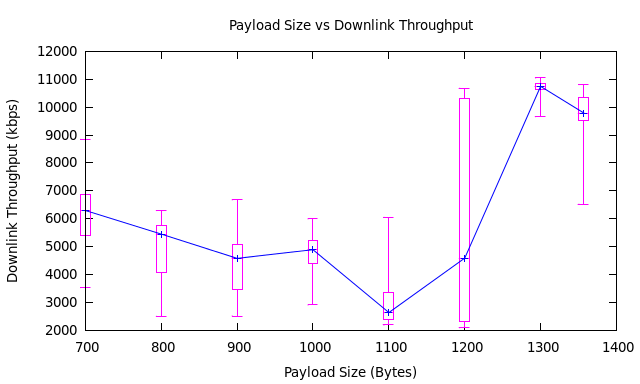 Payload Size vs Downlink Throughput
Downlink Throughput (kbps)
12000
11000
10000
9000
8000
7000
6000
5000
4000
3000
2000
700 800 900 1000 1100 1200 1300 1400
Payload Size (Bytes)